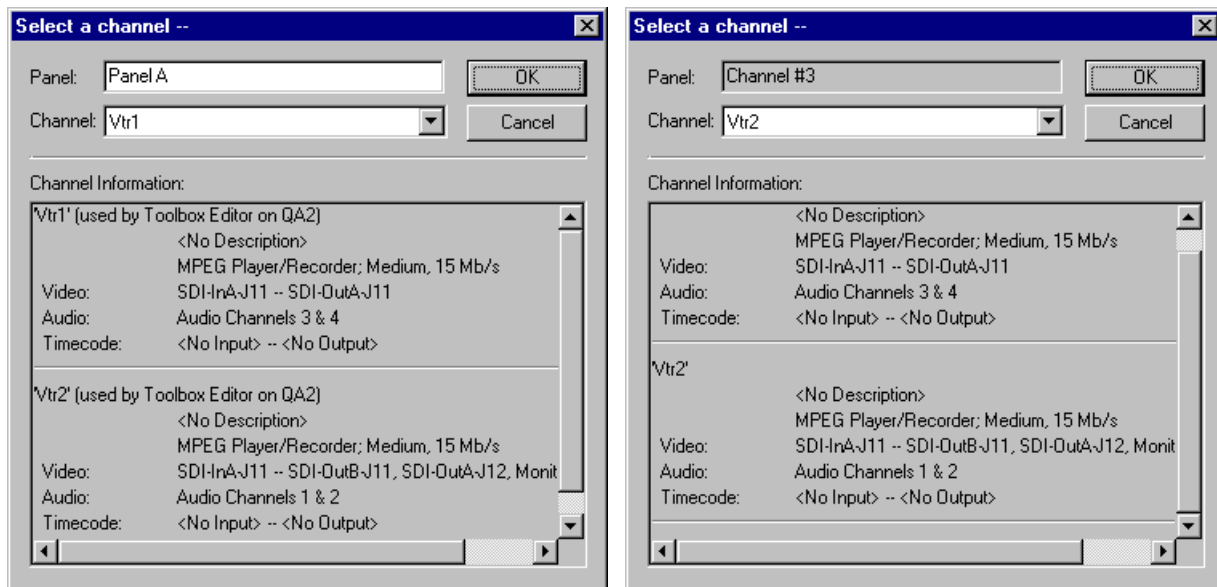 Select a channel --
Panel: Panel A OK
Channel: Vtr1 Cancel
Channel Information:
'Vtr1' (used by Toolbox Editor on QA2)
<No Description>
MPEG Player/Recorder; Medium, 15 Mb/s
Video: SDI-InA-J11 -- SDI-OutA-J11
Audio: Audio Channels 3 & 4
Timecode: <No Input> -- <No Output>
'Vtr2' (used by Toolbox Editor on QA2)
<No Description>
MPEG Player/Recorder; Medium, 15 Mb/s
Video: SDI-InA-J11 -- SDI-OutB-J11, SDI-OutA-J12, Monit
Audio: Audio Channels 1 & 2
Timecode: <No Input> -- <No Output>
Select a channel --
Panel: Channel #3 OK
Channel: Vtr2 Cancel
Channel Information:
<No Description>
MPEG Player/Recorder; Medium, 15 Mb/s
Video: SDI-InA-J11 -- SDI-OutA-J11
Audio: Audio Channels 3 & 4
Timecode: <No Input> -- <No Output>
'Vtr2'
<No Description>
MPEG Player/Recorder; Medium, 15 Mb/s
Video: SDI-InA-J11 -- SDI-OutB-J11, SDI-OutA-J12, Monit
Audio: Audio Channels 1 & 2
Timecode: <No Input> -- <No Output>